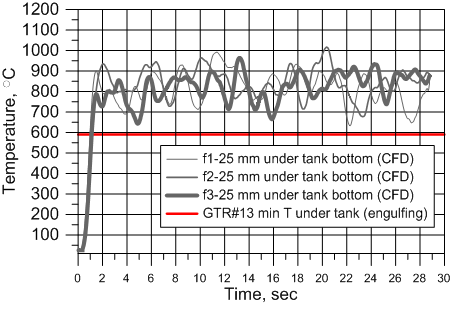 1200
1100
1000
900
800
700
600
500
400
300
200
100
Temperature, °C
f1-25 mm under tank bottom (CFD)
f2-25 mm under tank bottom (CFD)
f3-25 mm under tank bottom (CFD)
GTR#13 min T under tank (engulfing)
0 2 4 6 8 10 12 14 16 18 20 22 24 26 28 30
Time, sec